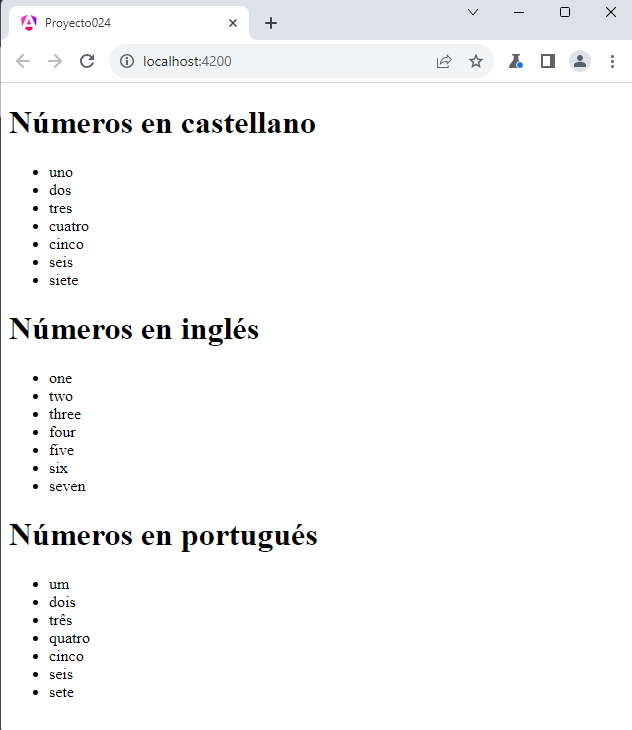 Proyecto024
localhost:4200
Números en castellano
uno
dos
tres
cuatro
cinco
seis
siete
Números en inglés
one
two
three
four
five
six
seven
Números en portugués
um
dois
três
quatro
cinco
seis
sete